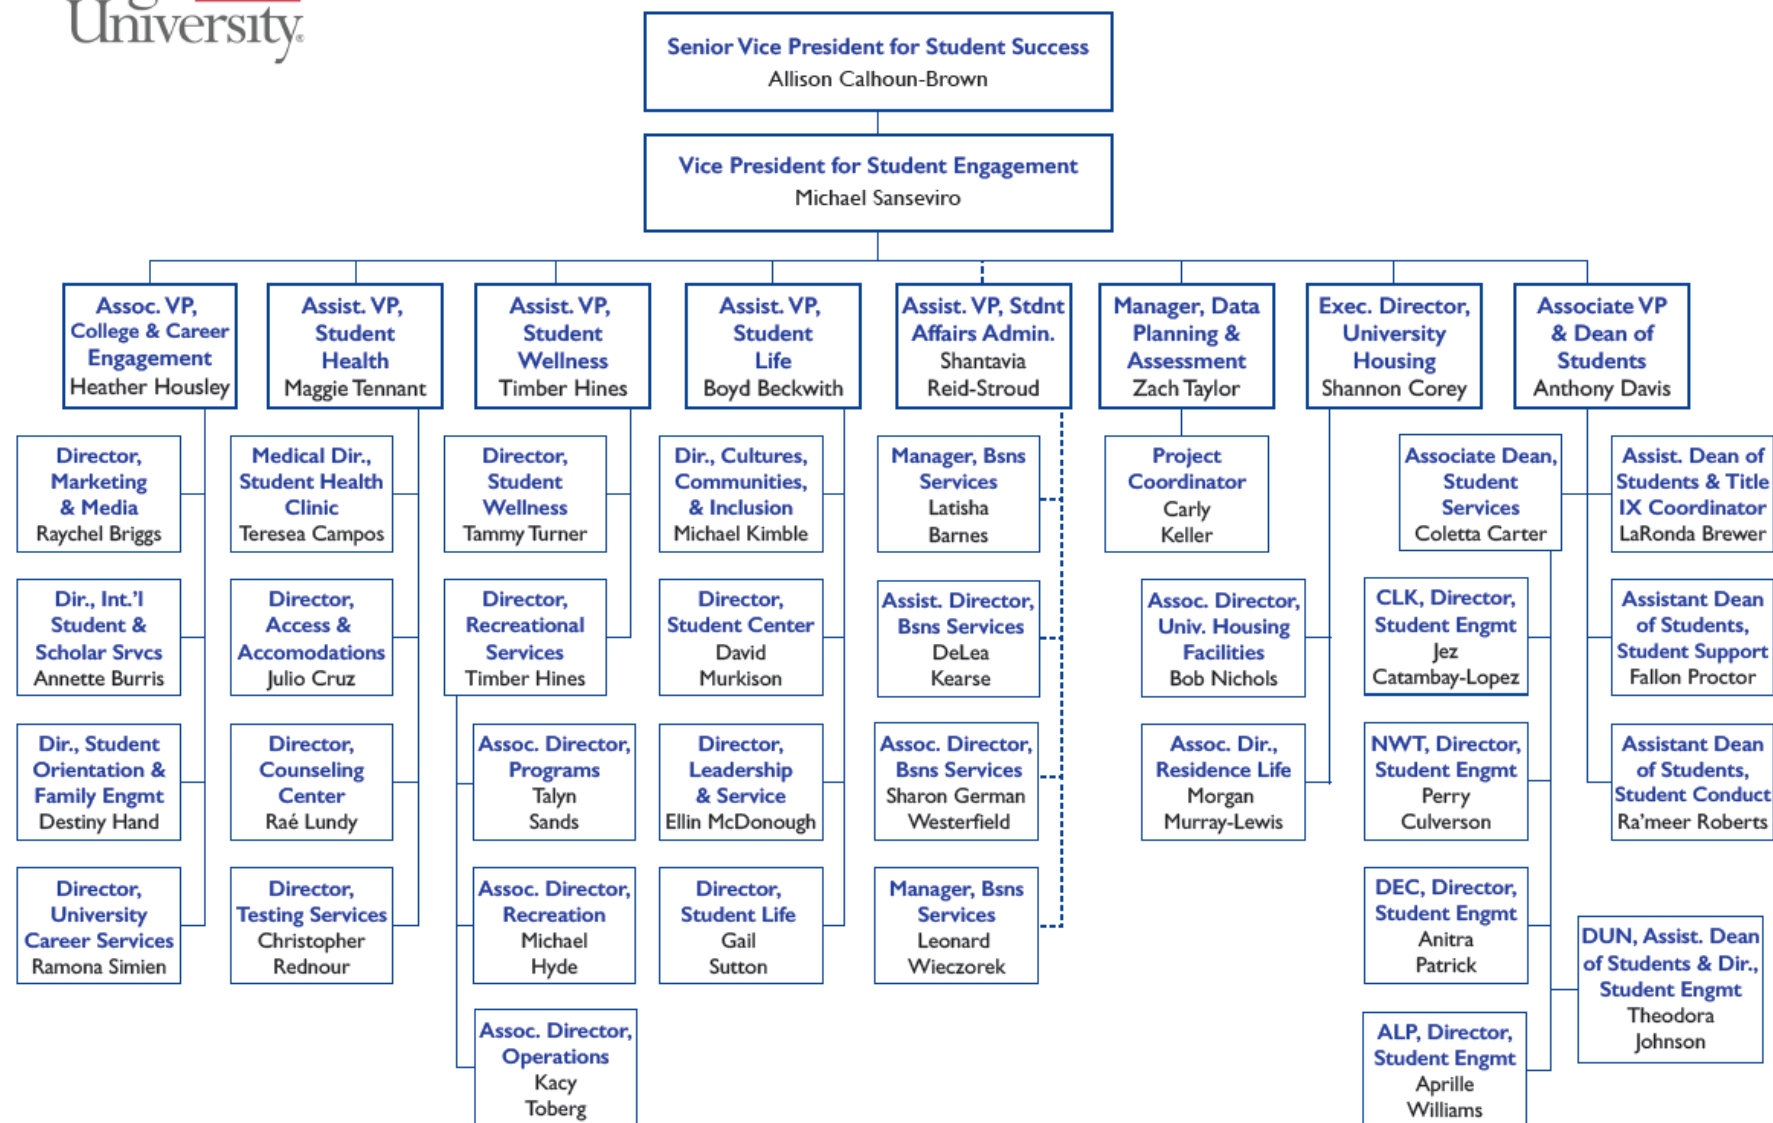 University®
Senior Vice President for Student Success
Allison Calhoun-Brown
Vice President for Student Engagement
Michael Sanseviro
Assoc. VP,
College & Career
Engagement
Heather Housley
Assist. VP,
Student
Health
Maggie Tennant
Assist. VP,
Student
Wellness
Timber Hines
Assist. VP,
Student
Life
Boyd Beckwith
Assist. VP, Stdnt
Affairs Admin.
Shantavia
Reid-Stroud
Manager, Data
Planning &
Assessment
Zach Taylor
Exec. Director,
University
Housing
Shannon Corey
Associate VP
& Dean of
Students
Anthony Davis
Director,
Marketing
& Media
Raychel Briggs
Dir., Int.'l
Student &
Scholar Srvcs
Annette Burris
Dir., Student
Orientation &
Family Engmt
Destiny Hand
Director,
University
Career Services
Ramona Simien
Medical Dir.,
Student Health
Clinic
Teresea Campos
Director,
Access &
Accomodations
Julio Cruz
Director,
Counseling
Center
Raé Lundy
Director,
Testing Services
Christopher
Rednour
Director,
Student
Wellness
Tammy Turner
Director,
Recreational
Services
Timber Hines
Assoc. Director,
Programs
Talyn
Sands
Assoc. Director,
Recreation
Michael
Hyde
Assoc. Director,
Operations
Kacy
Toberg
Dir., Cultures,
Communities,
& Inclusion
Michael Kimble
Director,
Student Center
David
Murkison
Director,
Leadership
& Service
Ellin McDonough
Director,
Student Life
Gail
Sutton
Manager, Bsns
Services
Latisha
Barnes
Assist. Director,
Bsns Services
DeLea
Kearse
Assoc. Director,
Bsns Services
Sharon German
Westerfield
Manager, Bsns
Services
Leonard
Wieczorek
Project
Coordinator
Carly
Keller
Assoc. Director,
Univ. Housing
Facilities
Bob Nichols
Assoc. Dir.,
Residence Life
Morgan
Murray-Lewis
Associate Dean,
Student
Services
Coletta Carter
CLK, Director,
Student Engmt
Jez
Catambay-Lopez
NWT, Director,
Student Engmt
Perry
Culverson
DEC, Director,
Student Engmt
Anitra
Patrick
ALP, Director,
Student Engmt
Aprille
Williams
Assist. Dean of
Students & Title
IX Coordinator
LaRonda Brewer
Assistant Dean
of Students,
Student Support
Fallon Proctor
Assistant Dean
of Students,
Student Conduct
Ra'meer Roberts
DUN, Assist. Dean
of Students & Dir.,
Student Engmt
Theodora
Johnson